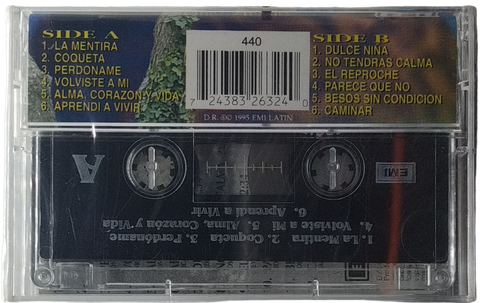 SIDE A
1. LA MENTIRA
2. COQUETA
3. PERDONAME
4. VOLVISTE A MI
5. ALMA, CORAZON Y VIDA
6. APRENDI A VIVIR
440
7 24383 26324 0
D.R. ©© 1995 EMI LATIN
SIDE B
1. DULCE NINA
2. NO TENDRAS CALMA
3. EL REPROCHE
4. PARECE QUE NO
5. BESOS SIN CONDICION
6. CAMINAR
A
EMI
1. La Mentira 2. Coqueta 3. Perdóname
4. Volviste a Mi 5. Alma, Corazón y Vida
6. Aprendí a Vivir